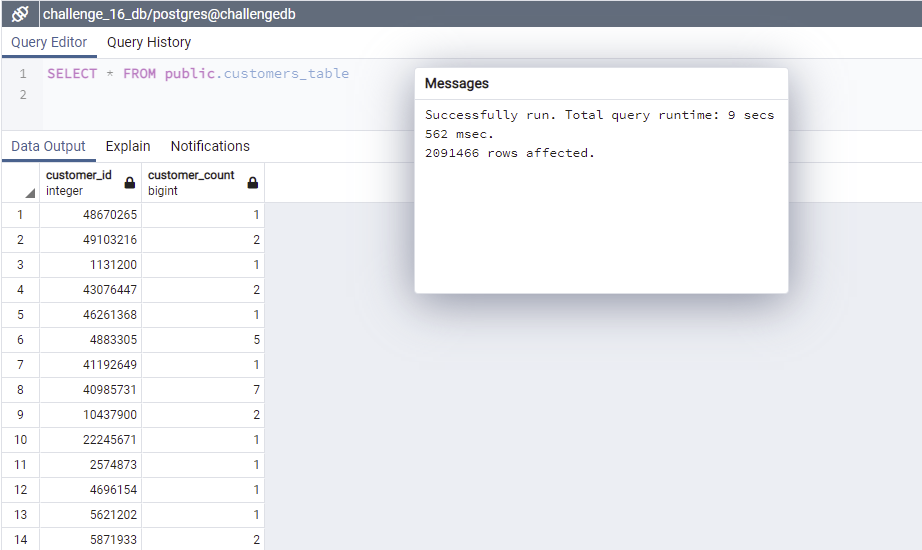 challenge_16_db/postgres@challengedb
Query Editor Query History
1 SELECT * FROM public.customers_table
2
Messages
Successfully run. Total query runtime: 9 secs
562 msec.
2091466 rows affected.
Data Output Explain Notifications
customer_id customer_count
integer bigint
1 48670265 1
2 49103216 2
3 1131200 1
4 43076447 2
5 46261368 1
6 4883305 5
7 41192649 1
8 40985731 7
9 10437900 2
10 22245671 1
11 2574873 1
12 4696154 1
13 5621202 1
14 5871933 2